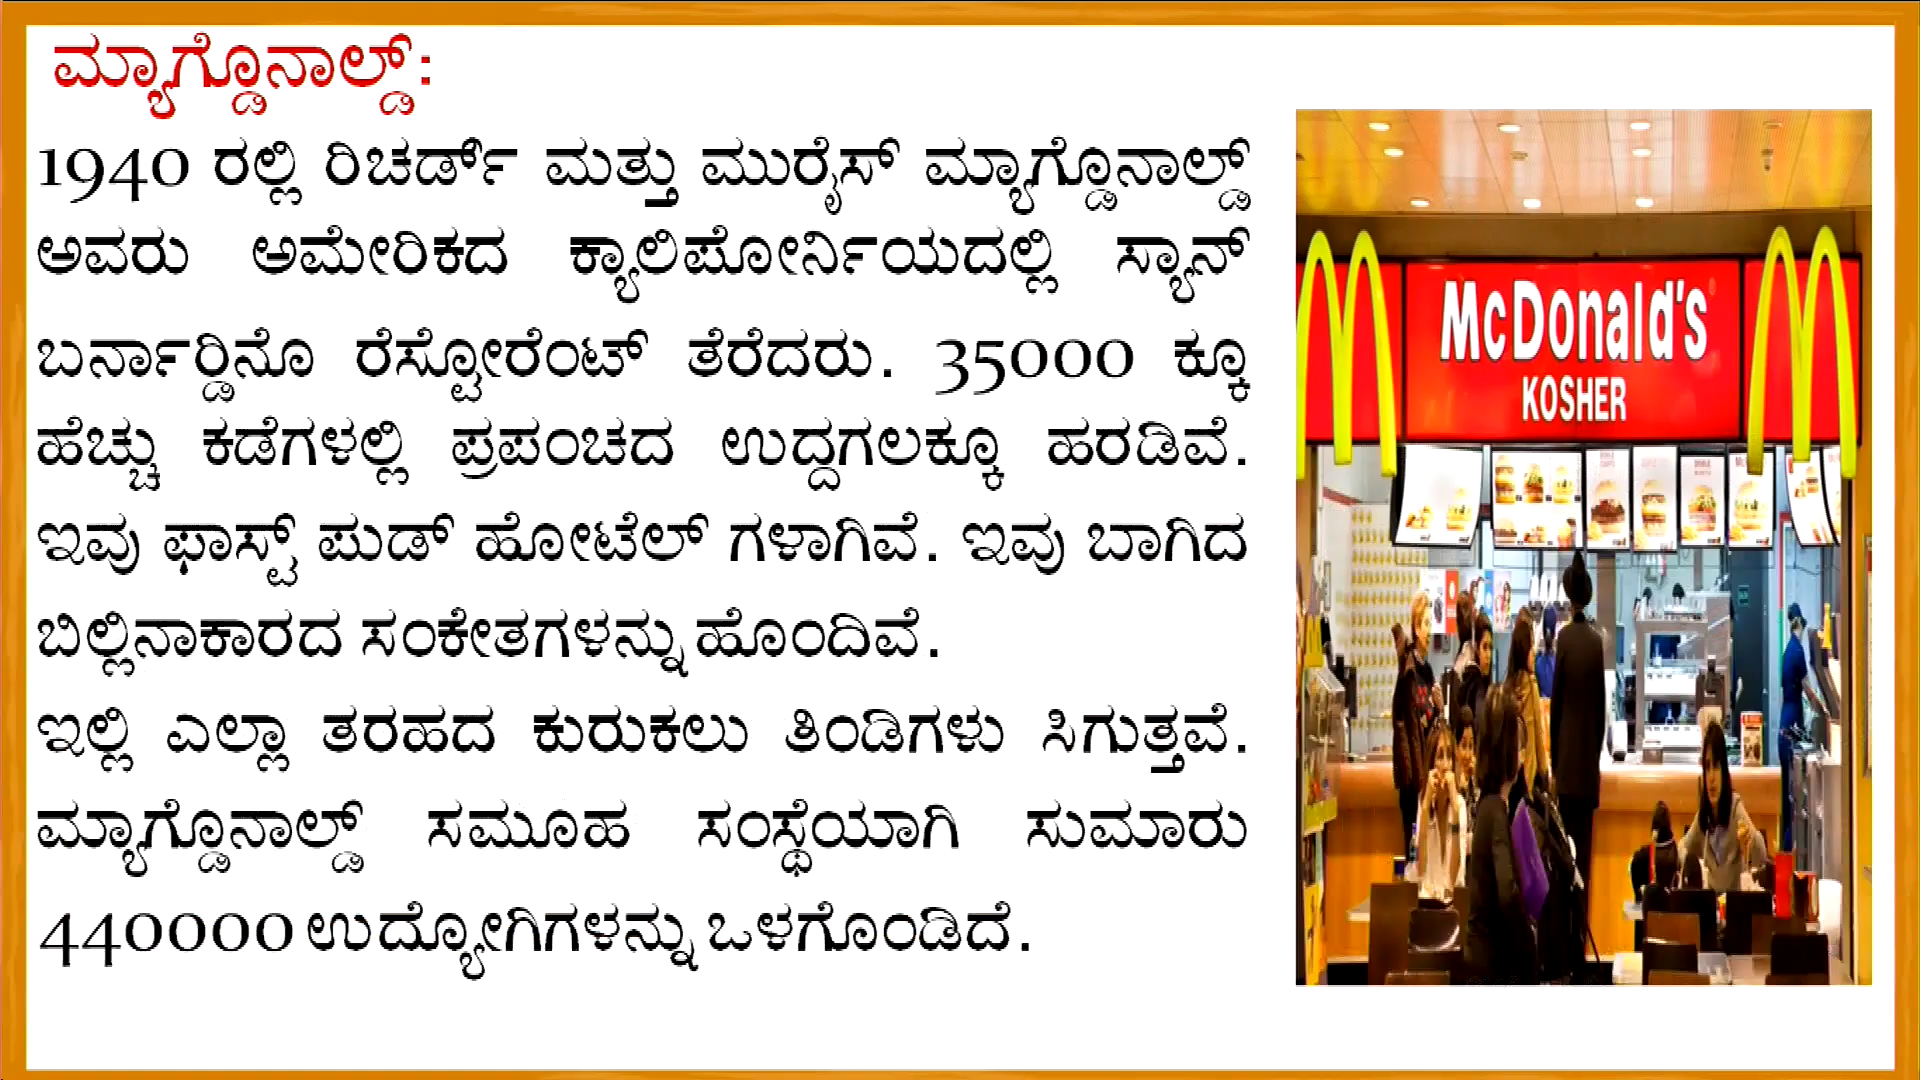 ಮ್ಯಾಗ್ಡೊನಾಲ್ಡ್:
1940 ರಲ್ಲಿ ರಿಚರ್ಡ್ ಮತ್ತು ಮುರೈಸ್ ಮ್ಯಾಗ್ಡೊನಾಲ್ಡ್
ಅವರು ಅಮೇರಿಕದ ಕ್ಯಾಲಿಪೋರ್ನಿಯದಲ್ಲಿ ಸ್ಯಾನ್
ಬರ್ನಾರ‍್ಡಿನೊ ರೆಸ್ಟೋರೆಂಟ್ ತೆರೆದರು. 35000 ಕ್ಕೂ
ಹೆಚ್ಚು ಕಡೆಗಳಲ್ಲಿ ಪ್ರಪಂಚದ ಉದ್ದಗಲಕ್ಕೂ ಹರಡಿವೆ.
ಇವು ಫಾಸ್ಟ್ ಪುಡ್ ಹೋಟೆಲ್ ಗಳಾಗಿವೆ. ಇವು ಬಾಗಿದ
ಬಿಲ್ಲಿನಾಕಾರದ ಸಂಕೇತಗಳನ್ನು ಹೊಂದಿವೆ.
ಇಲ್ಲಿ ಎಲ್ಲಾ ತರಹದ ಕುರುಕಲು ತಿಂಡಿಗಳು ಸಿಗುತ್ತವೆ.
ಮ್ಯಾಗ್ಡೊನಾಲ್ಡ್ ಸಮೂಹ ಸಂಸ್ಥೆಯಾಗಿ ಸುಮಾರು
440000 ಉದ್ಯೋಗಿಗಳನ್ನು ಒಳಗೊಂಡಿದೆ.
McDonald's
KOSHER